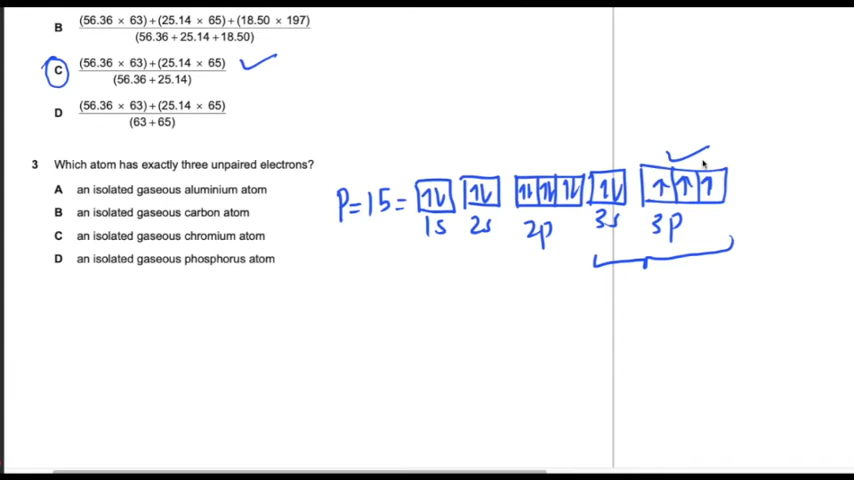 B (56.36 × 63) + (25.14 × 65) + (18.50 × 197)
(56.36 + 25.14 + 18.50)
C (56.36 × 63) + (25.14 × 65)
(56.36 + 25.14)
D (56.36 × 63) + (25.14 × 65)
(63 + 65)
3 Which atom has exactly three unpaired electrons?
A an isolated gaseous aluminium atom
B an isolated gaseous carbon atom
C an isolated gaseous chromium atom
D an isolated gaseous phosphorus atom
P=15= ↿⇂ ↿⇂ ↿⇂ ↿⇂ ↿⇂ ↿⇂ ↑ ↑ ↑
1s 2s 2p 3s 3p